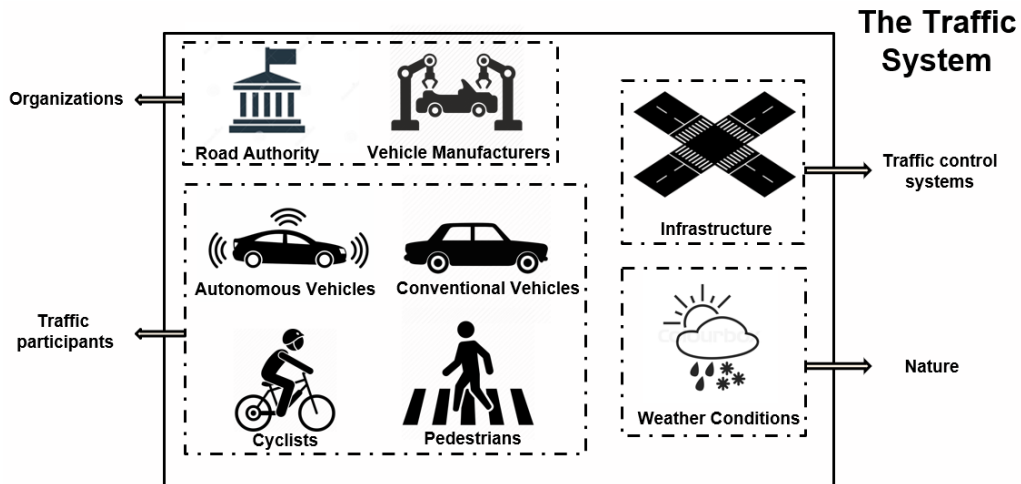 The Traffic
System
Organizations
Road Authority
Vehicle Manufacturers
Traffic control
systems
Infrastructure
Autonomous Vehicles
Conventional Vehicles
Traffic
participants
Cyclists
Pedestrians
Weather Conditions
Nature